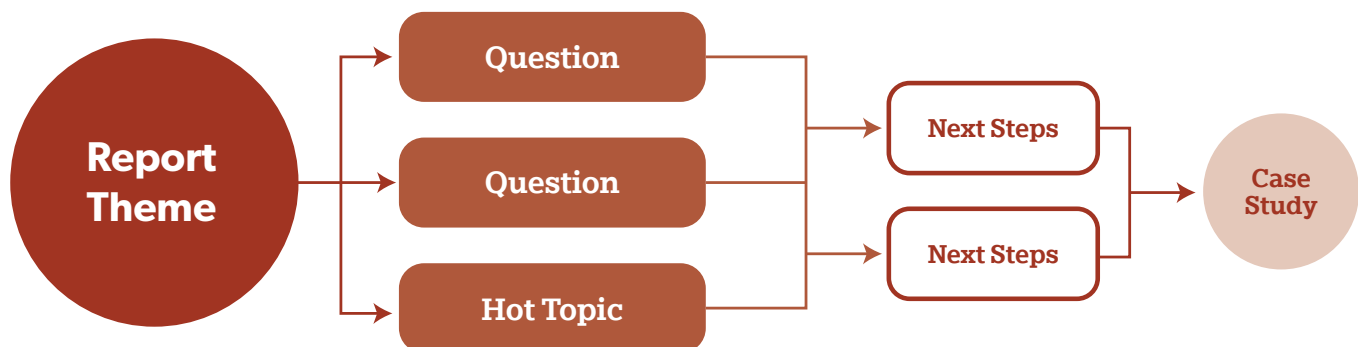 Report
Theme
Question
Question
Hot Topic
Next Steps
Next Steps
Case
Study